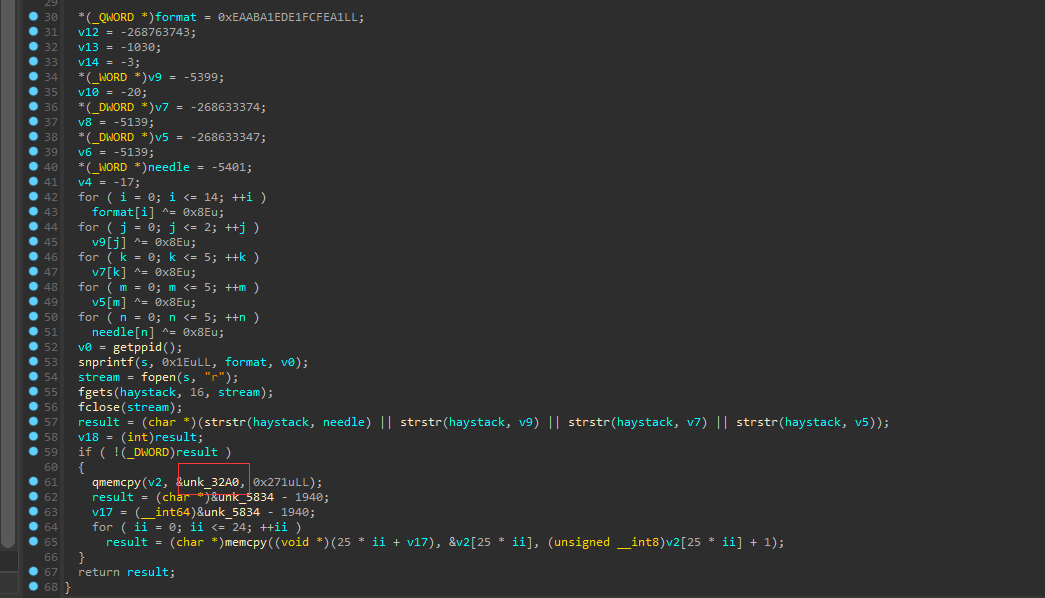 29
30 *(_QWORD *)format = 0xEAABA1EDE1FCFEA1LL;
31 v12 = -268763743;
32 v13 = -1030;
33 v14 = -3;
34 *(_WORD *)v9 = -5399;
35 v10 = -20;
36 *(_DWORD *)v7 = -268633374;
37 v8 = -5139;
38 *(_DWORD *)v5 = -268633347;
39 v6 = -5139;
40 *(_WORD *)needle = -5401;
41 v4 = -17;
42 for ( i = 0; i <= 14; ++i )
43 format[i] ^= 0x8Eu;
44 for ( j = 0; j <= 2; ++j )
45 v9[j] ^= 0x8Eu;
46 for ( k = 0; k <= 5; ++k )
47 v7[k] ^= 0x8Eu;
48 for ( m = 0; m <= 5; ++m )
49 v5[m] ^= 0x8Eu;
50 for ( n = 0; n <= 5; ++n )
51 needle[n] ^= 0x8Eu;
52 v0 = getppid();
53 snprintf(s, 0x1EuLL, format, v0);
54 stream = fopen(s, "r");
55 fgets(haystack, 16, stream);
56 fclose(stream);
57 result = (char *)(strstr(haystack, needle) || strstr(haystack, v9) || strstr(haystack, v7) || strstr(haystack, v5));
58 v18 = (int)result;
59 if ( !(_DWORD)result )
60 {
61 qmemcpy(v2, &unk_32A0, 0x271uLL);
62 result = (char *)&unk_5834 - 1940;
63 v17 = (__int64)&unk_5834 - 1940;
64 for ( ii = 0; ii <= 24; ++ii )
65 result = (char *)memcpy((void *)(25 * ii + v17), &v2[25 * ii], (unsigned __int8)v2[25 * ii] + 1);
66 }
67 return result;
68 }